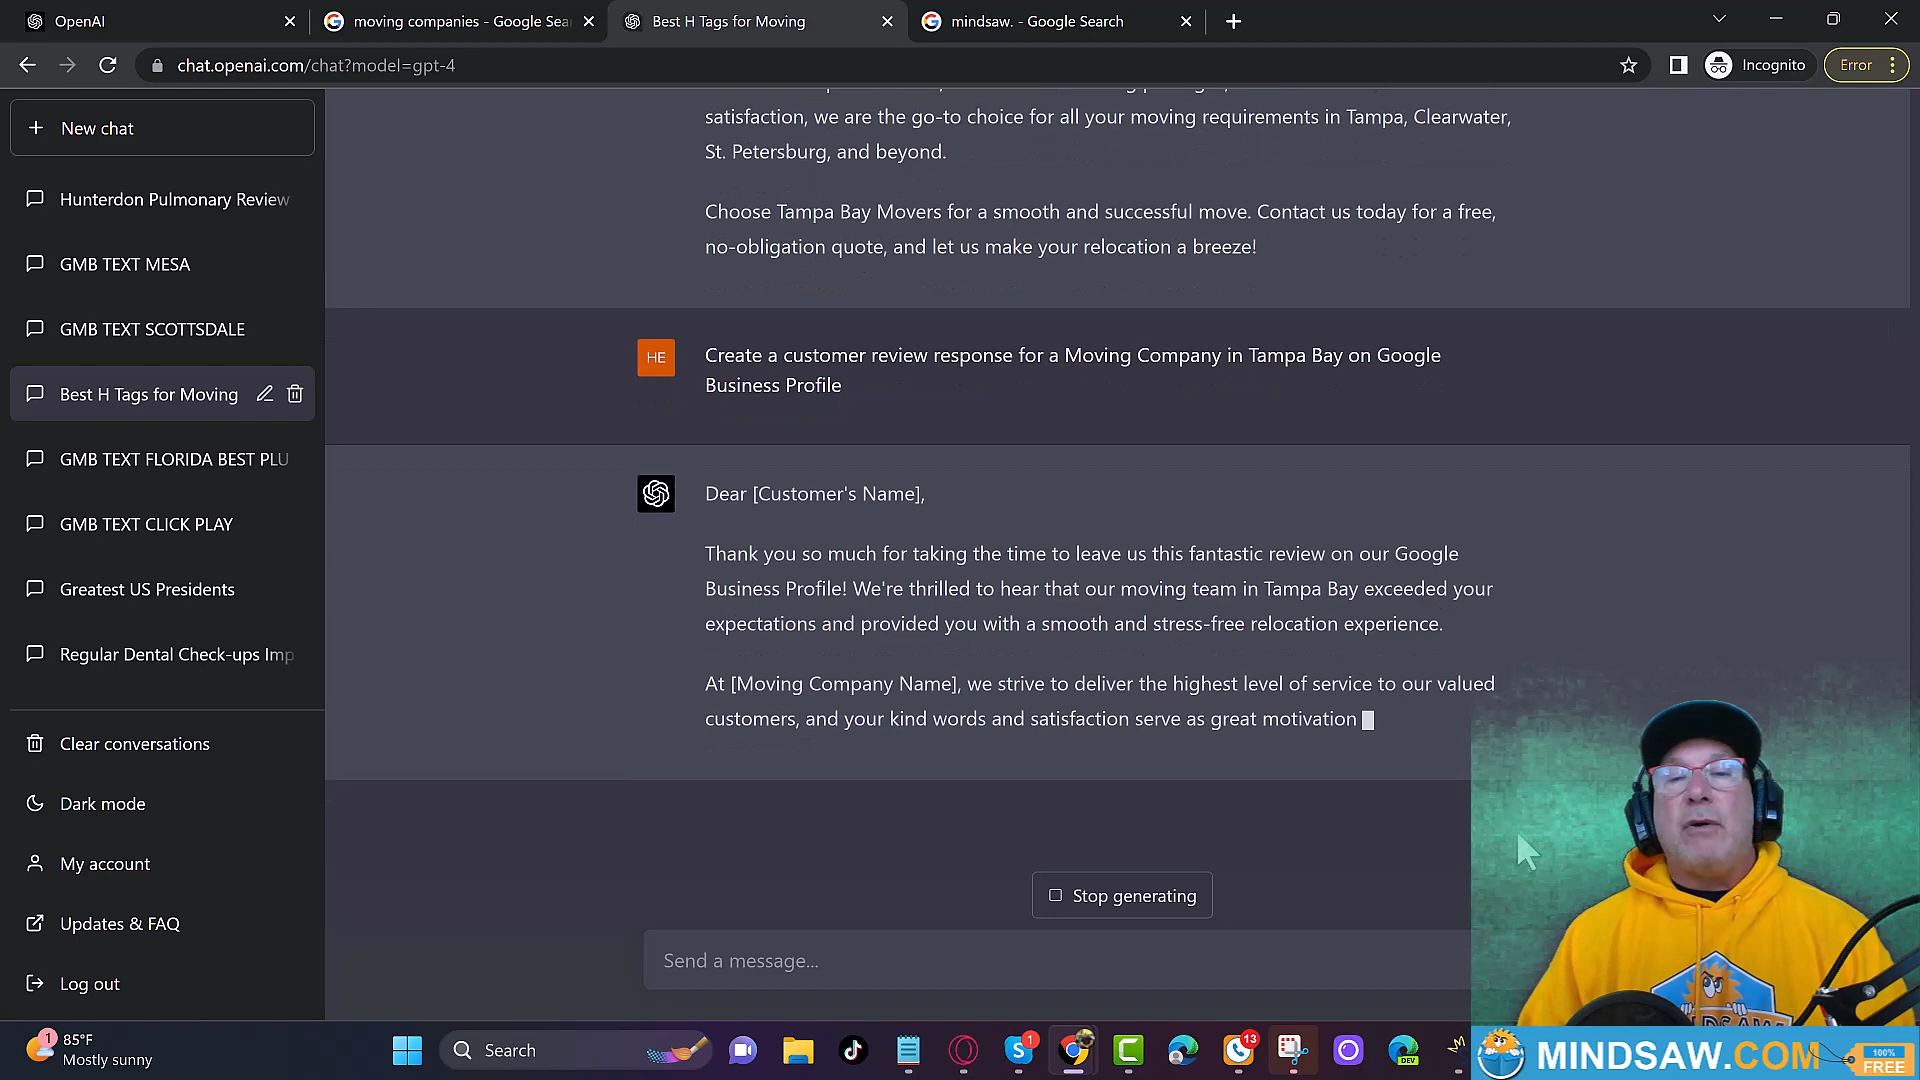 OpenAI
moving companies - Google Sea
Best H Tags for Moving
mindsaw. - Google Search
chat.openai.com/chat?model=gpt-4
Incognito
Error
New chat
Hunterdon Pulmonary Review
GMB TEXT MESA
GMB TEXT SCOTTSDALE
Best H Tags for Moving
GMB TEXT FLORIDA BEST PLU
GMB TEXT CLICK PLAY
Greatest US Presidents
Regular Dental Check-ups Imp
Clear conversations
Dark mode
My account
Updates & FAQ
Log out
satisfaction, we are the go-to choice for all your moving requirements in Tampa, Clearwater,
St. Petersburg, and beyond.
Choose Tampa Bay Movers for a smooth and successful move. Contact us today for a free,
no-obligation quote, and let us make your relocation a breeze!
HE
Create a customer review response for a Moving Company in Tampa Bay on Google
Business Profile
Dear [Customer's Name],
Thank you so much for taking the time to leave us this fantastic review on our Google
Business Profile! We're thrilled to hear that our moving team in Tampa Bay exceeded your
expectations and provided you with a smooth and stress-free relocation experience.
At [Moving Company Name], we strive to deliver the highest level of service to our valued
customers, and your kind words and satisfaction serve as great motivation
Stop generating
Send a message...
1
85°F
Mostly sunny
Search
1
13
DEV
MINDSAW.COM
100%
FREE